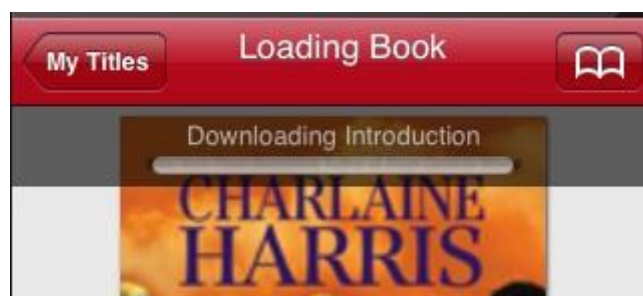 My Titles
Loading Book
Downloading Introduction
CHARLAINE
HARRIS